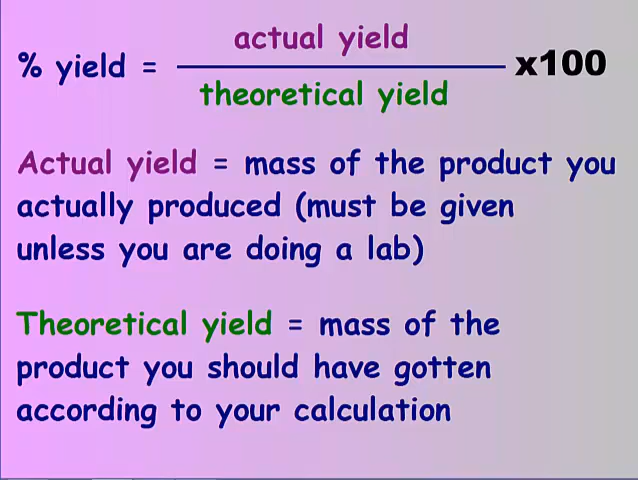 actual yield
% yield = x100
theoretical yield
Actual yield = mass of the product you
actually produced (must be given
unless you are doing a lab)
Theoretical yield = mass of the
product you should have gotten
according to your calculation